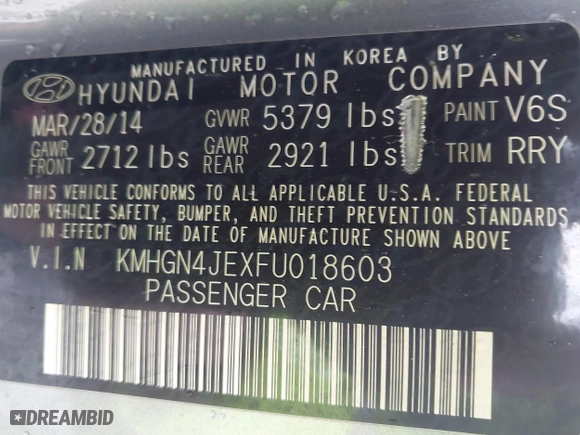 MANUFACTURED IN KOREA BY
HYUNDAI MOTOR COMPANY
MAR/28/14 GVWR 5379 lbs PAINT V6S
GAWR FRONT 2712 lbs GAWR REAR 2921 lbs TRIM RRY
THIS VEHICLE CONFORMS TO ALL APPLICABLE U.S.A. FEDERAL
MOTOR VEHICLE SAFETY, BUMPER, AND THEFT PREVENTION STANDARDS
IN EFFECT ON THE DATE OF MANUFACTURE SHOWN ABOVE
V.I.N KMHGN4JEXFU018603
PASSENGER CAR
DREAMBID